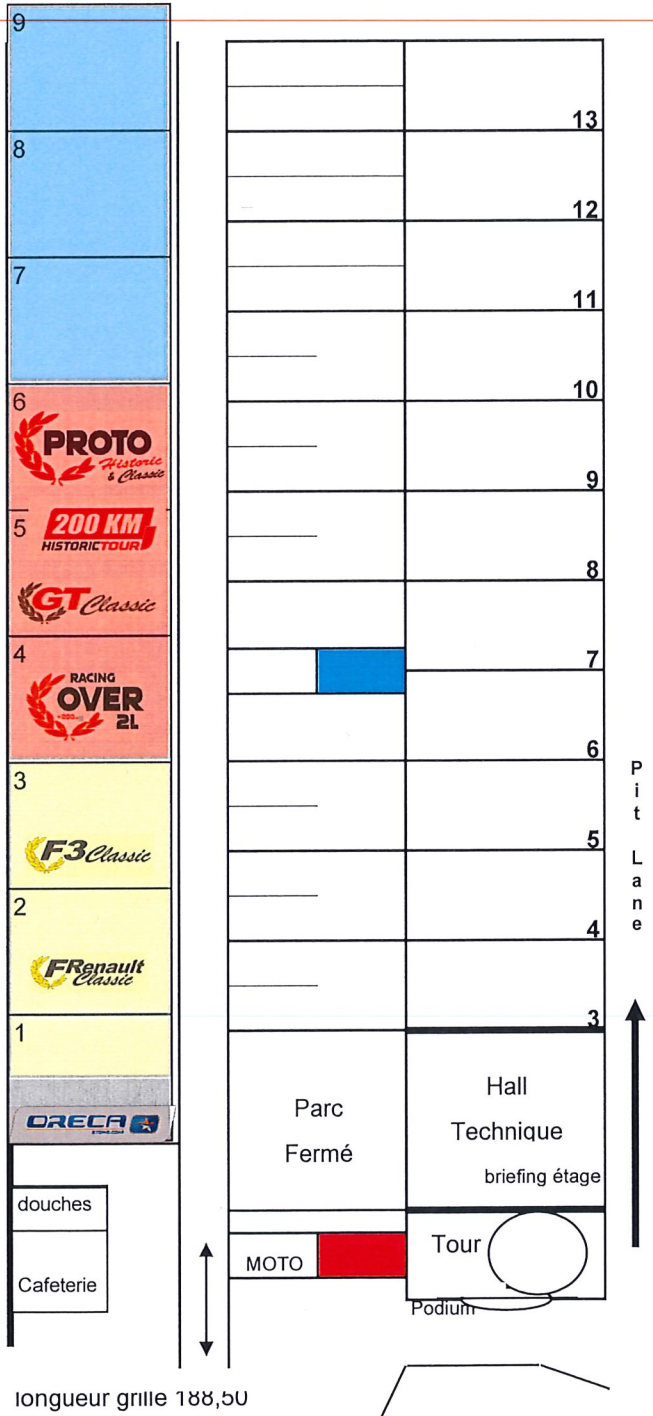 9
8
7
6
PROTO
Historic
& Classic
5
200 KM
HISTORICTOUR
GT Classic
4
RACING
OVER
2L
3
F3 Classic
2
FRenault
Classic
1
ORECA
douches
Cafeterie
longueur grille 188,50
13
12
11
10
9
8
7
6
5
4
3
Parc
Fermé
Hall
Technique
briefing étage
MOTO
Tour
Podium
Pit Lane